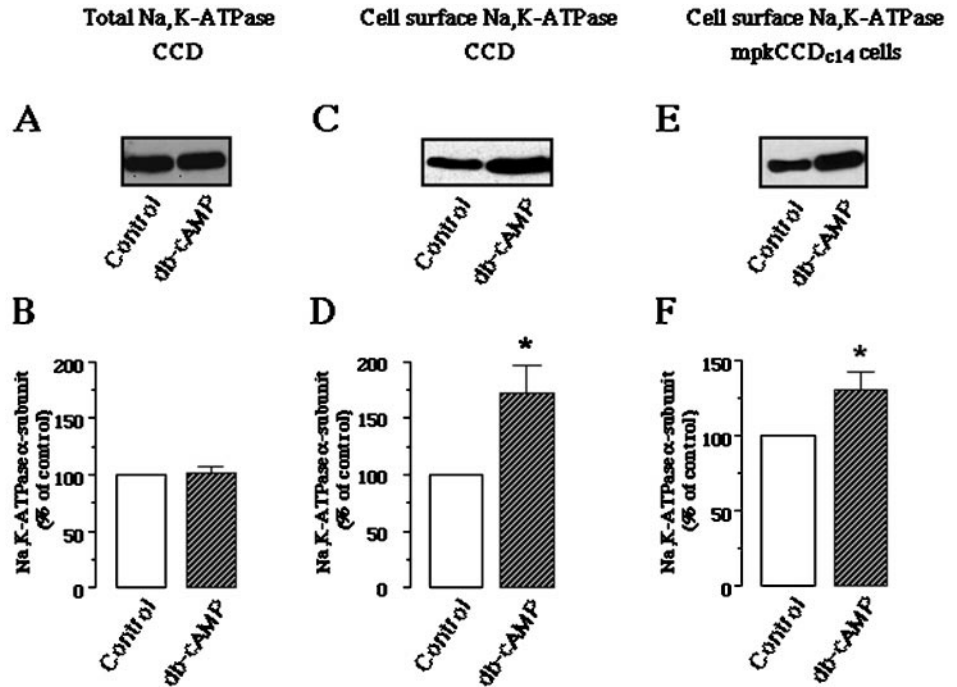 Total Na,K-ATPase
CCD
Cell surface Na,K-ATPase
CCD
Cell surface Na,K-ATPase
mpkCCDc14 cells
A
Control
db-cAMP
C
Control
db-cAMP
E
Control
db-cAMP
B
Na,K-ATPase α-subunit
(% of control)
200
150
100
50
0
Control
db-cAMP
D
Na,K-ATPase α-subunit
(% of control)
200
150
100
50
0
*
Control
db-cAMP
F
Na,K-ATPase α-subunit
(% of control)
150
100
50
0
*
Control
db-cAMP